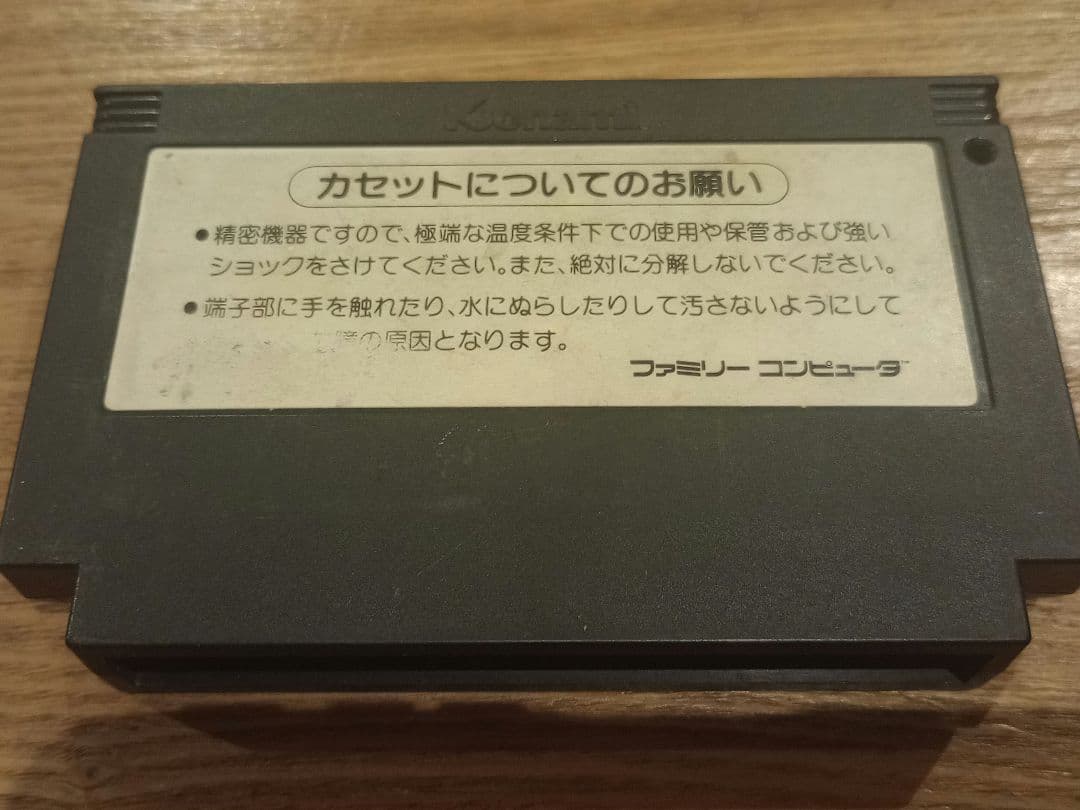 Konami
カセットについてのお願い
●精密機器ですので、極端な温度条件下での使用や保管および強い
ショックをさけてください。また、絶対に分解しないでください。
●端子部に手を触れたり、水にぬらしたりして汚さないようにして
の原因となります。
ファミリー コンピュータ™